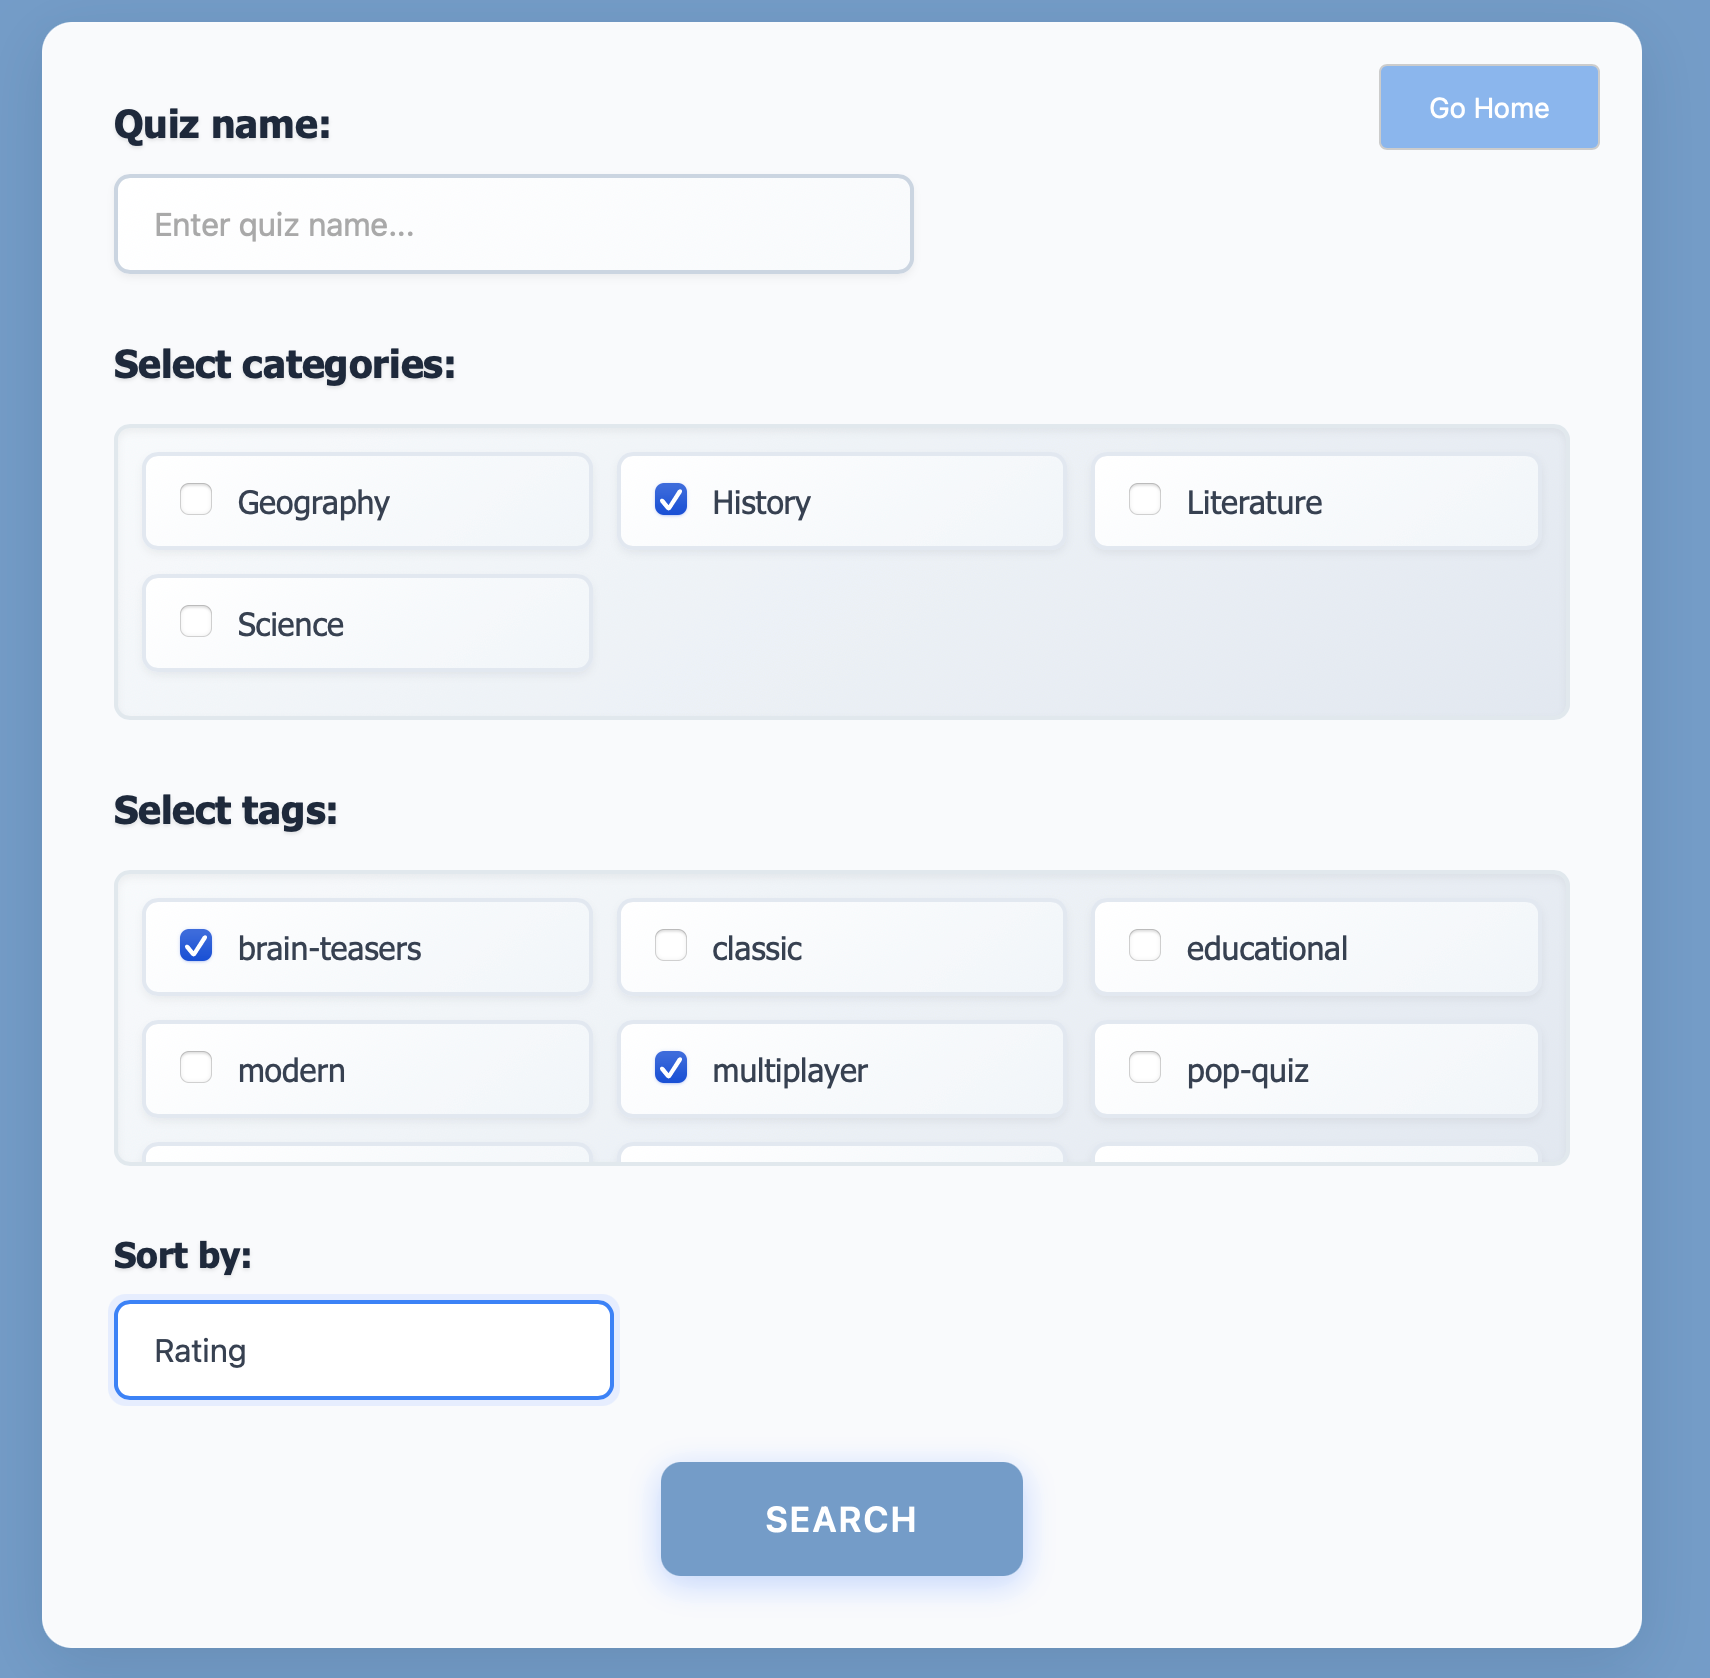 Go Home
Quiz name:
Enter quiz name...
Select categories:
Geography
History
Literature
Science
Select tags:
brain-teasers
classic
educational
modern
multiplayer
pop-quiz
Sort by:
Rating
SEARCH